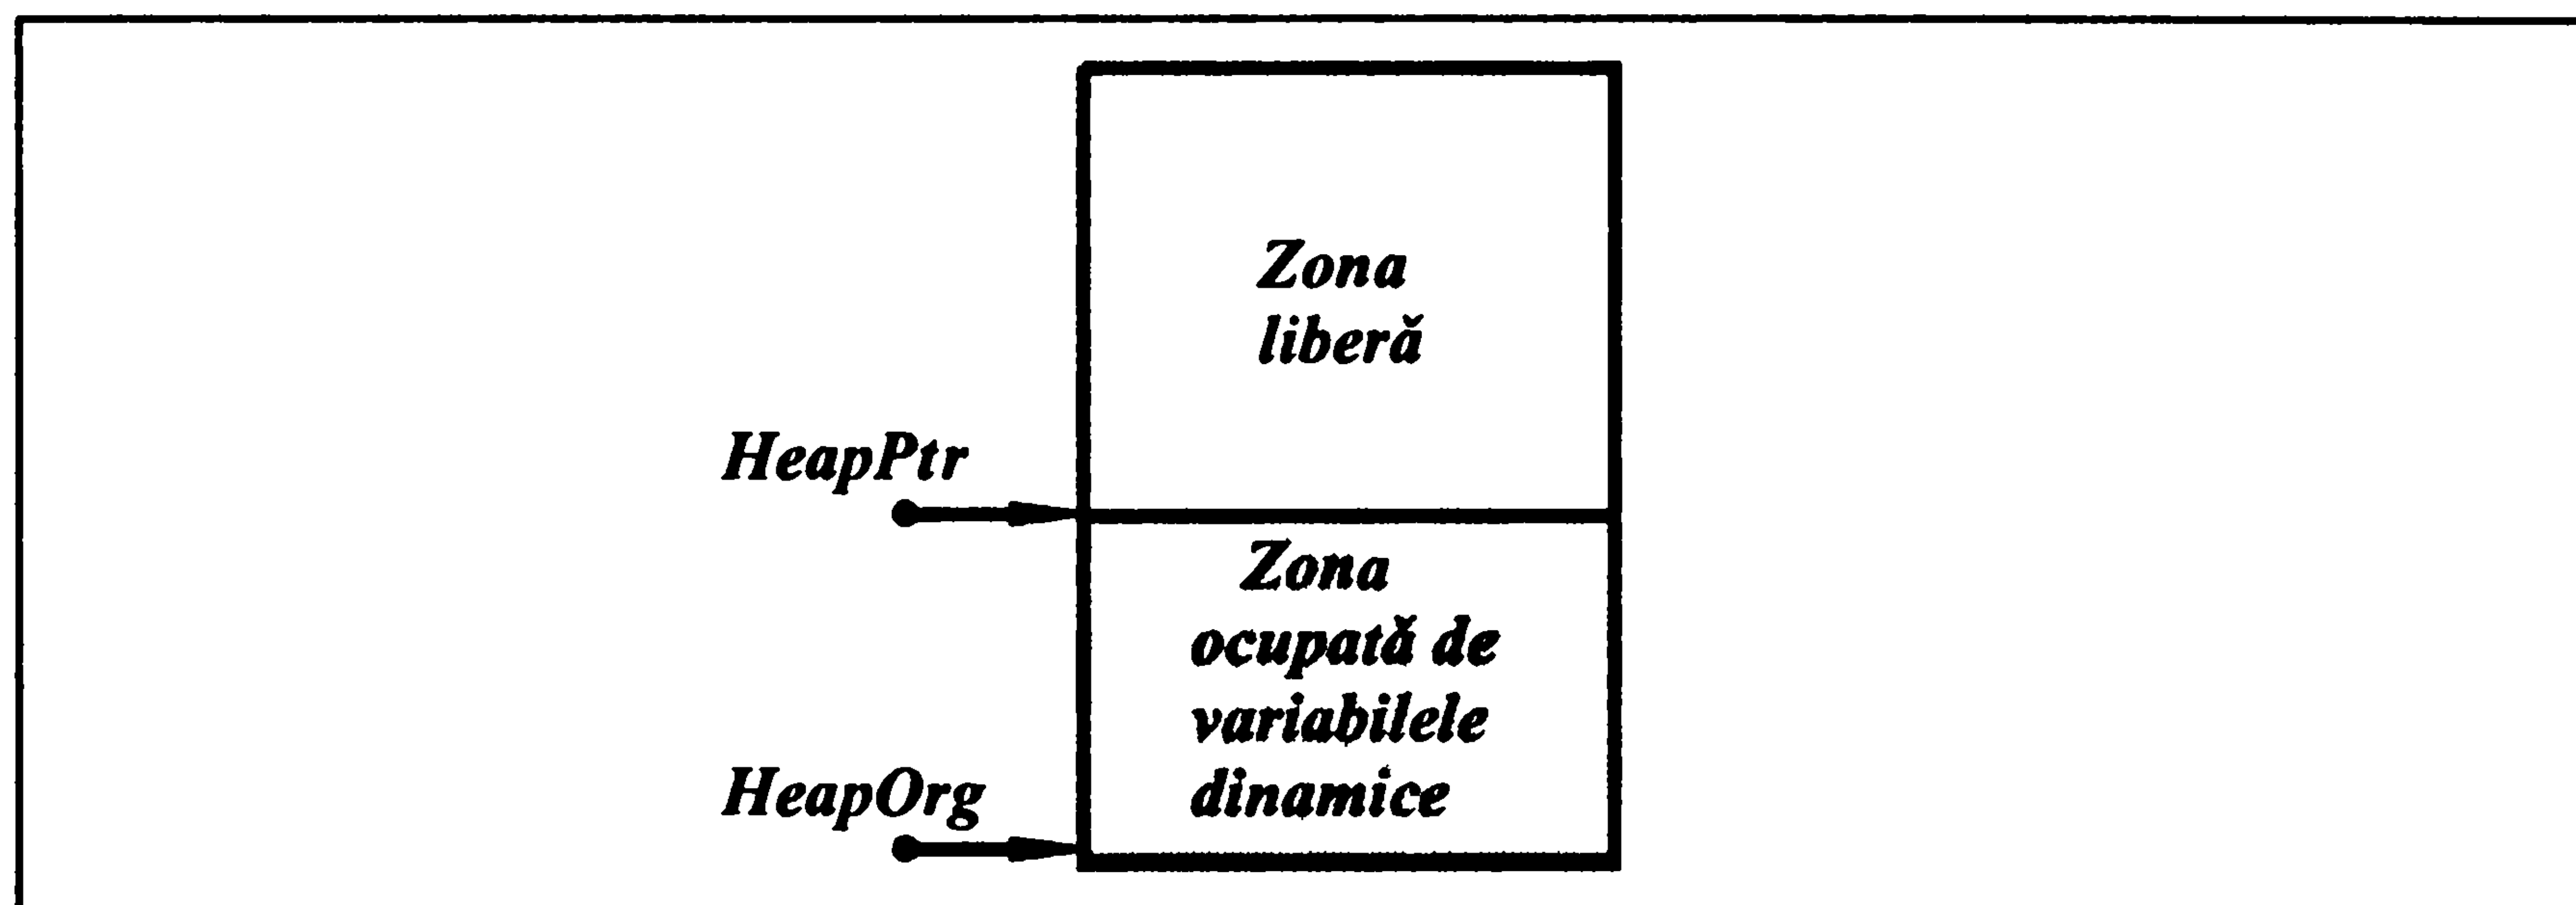 Zona
liberă
HeapPtr
Zona
ocupată de
variabilele
dinamice
HeapOrg